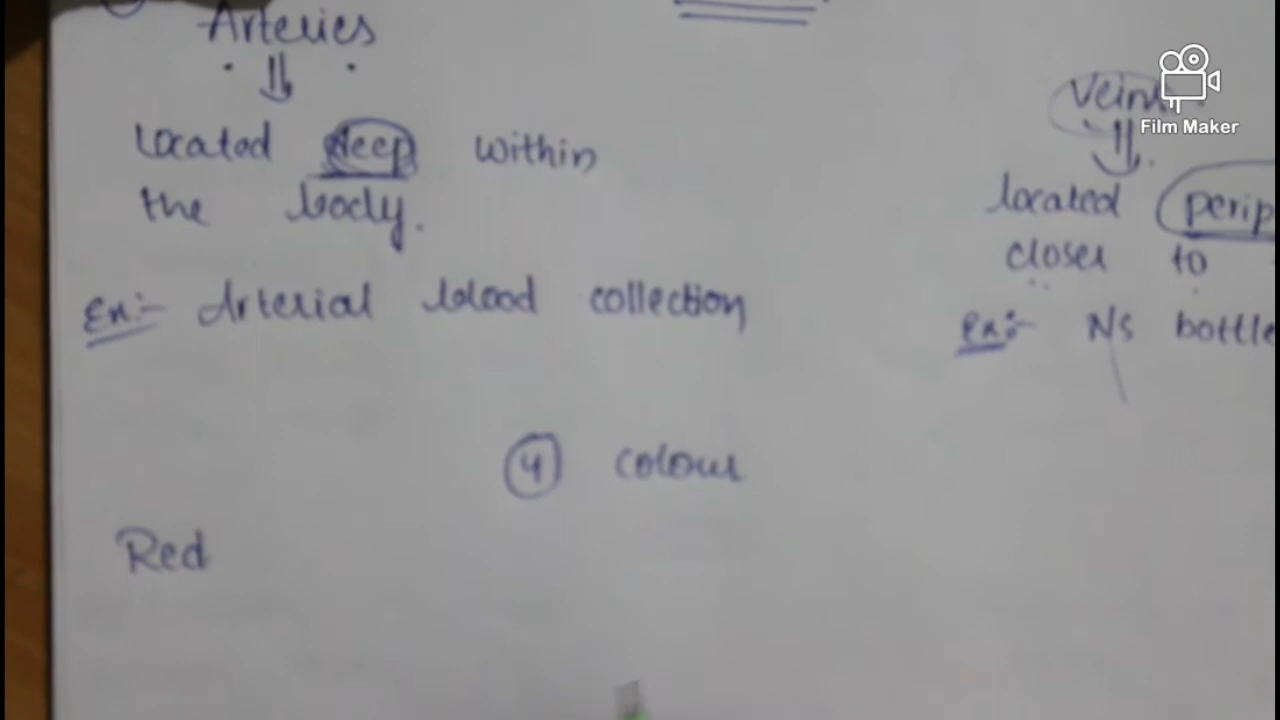 Arteries
⇓
Located deep within
the body.
Ex:- Arterial blood collection
Veins
⇓
located perip
closer to
Ex:- NS bottle
④ colour
Red
Film Maker